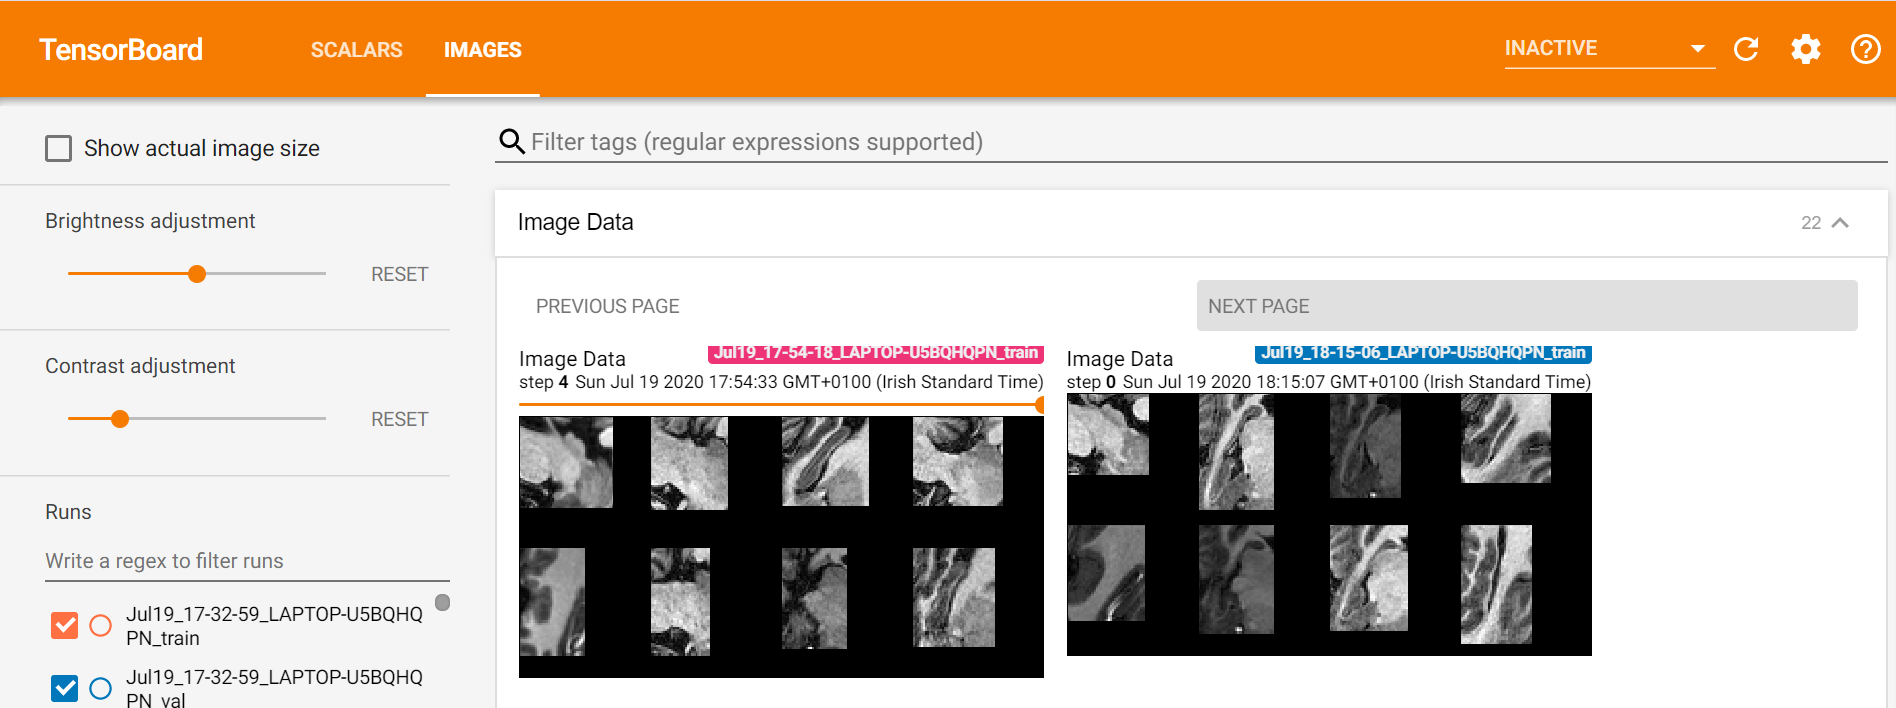 TensorBoard SCALARS IMAGES INACTIVE
Show actual image size
Filter tags (regular expressions supported)
Brightness adjustment
RESET
Contrast adjustment
RESET
Runs
Write a regex to filter runs
Jul19_17-32-59_LAPTOP-U5BQHQ
PN_train
Jul19_17-32-59_LAPTOP-U5BQHQ
PN_val
Image Data 22
PREVIOUS PAGE NEXT PAGE
Image Data Jul19_17-54-18_LAPTOP-U5BQHQPN_train
step 4 Sun Jul 19 2020 17:54:33 GMT+0100 (Irish Standard Time)
Image Data Jul19_18-15-06_LAPTOP-U5BQHQPN_train
step 0 Sun Jul 19 2020 18:15:07 GMT+0100 (Irish Standard Time)